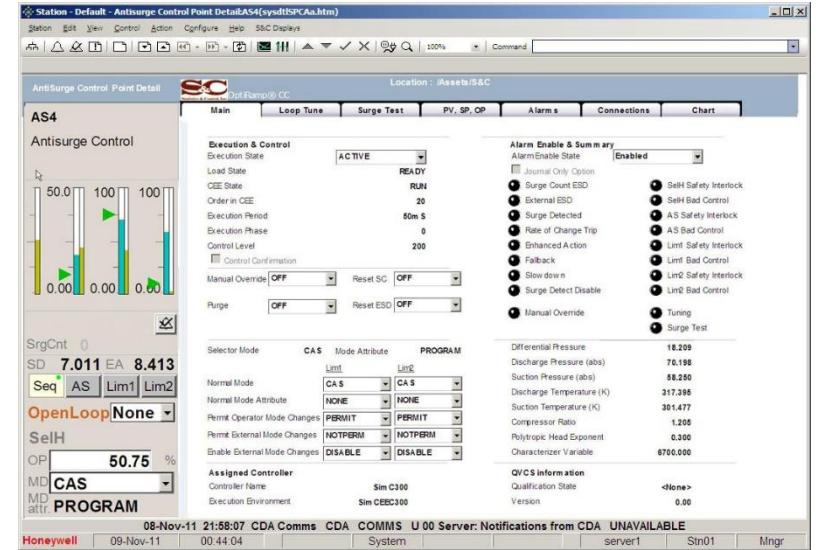 Station - Default - Antisurge Control Point Detail:AS4(sysdtlSPCAa.htm)
Station Edit View Control Action Configure Help S&C Displays
100% Command
AntiSurge Control Point Detail
S&C
OptiRamp® CC
Location : /Assets/S&C
Main Loop Tune Surge Test PV, SP, OP Alarms Connections Chart
AS4
Antisurge Control
50.0 100 100
0.00 0.00 0.00
SrgCnt 0
SD 7.011 EA 8.413
Seq AS Lim1 Lim2
OpenLoop None
SelH
OP 50.75 %
MD CAS
MD attr. PROGRAM
Execution & Control
Execution State ACTIVE
Load State READY
CEE State RUN
Order in CEE 20
Execution Period 50m S
Execution Phase 0
Control Level 200
Control Confirmation
Manual Override OFF Reset SC OFF
Purge OFF Reset ESD OFF
Selector Mode CAS Mode Attribute PROGRAM
Lim1 Lim2
Normal Mode CAS CAS
Normal Mode Attribute NONE NONE
Permit Operator Mode Changes PERMIT PERMIT
Permit External Mode Changes NOTPERM NOTPERM
Enable External Mode Changes DISABLE DISABLE
Assigned Controller
Controller Name Sim C300
Execution Environment Sim CEEC300
Alarm Enable & Summary
Alarm Enable State Enabled
Journal Only Option
Surge Count ESD SelH Safety Interlock
External ESD SelH Bad Control
Surge Detected AS Safety Interlock
Rate of Change Trip AS Bad Control
Enhanced Action Lim1 Safety Interlock
Fallback Lim1 Bad Control
Slow down Lim2 Safety Interlock
Surge Detect Disable Lim2 Bad Control
Manual Override Tuning
Surge Test
Differential Pressure 18.209
Discharge Pressure (abs) 70.198
Suction Pressure (abs) 58.250
Discharge Temperature (K) 317.395
Suction Temperature (K) 301.477
Compressor Ratio 1.205
Polytropic Head Exponent 0.300
Characterizer Variable 6700.000
QVCS information
Qualification State <None>
Version 0.00
08-Nov-11 21:58:07 CDA Comms CDA COMMS U 00 Server: Notifications from CDA UNAVAILABLE
Honeywell 09-Nov-11 00:44:04 System server1 Stn01 Mngr